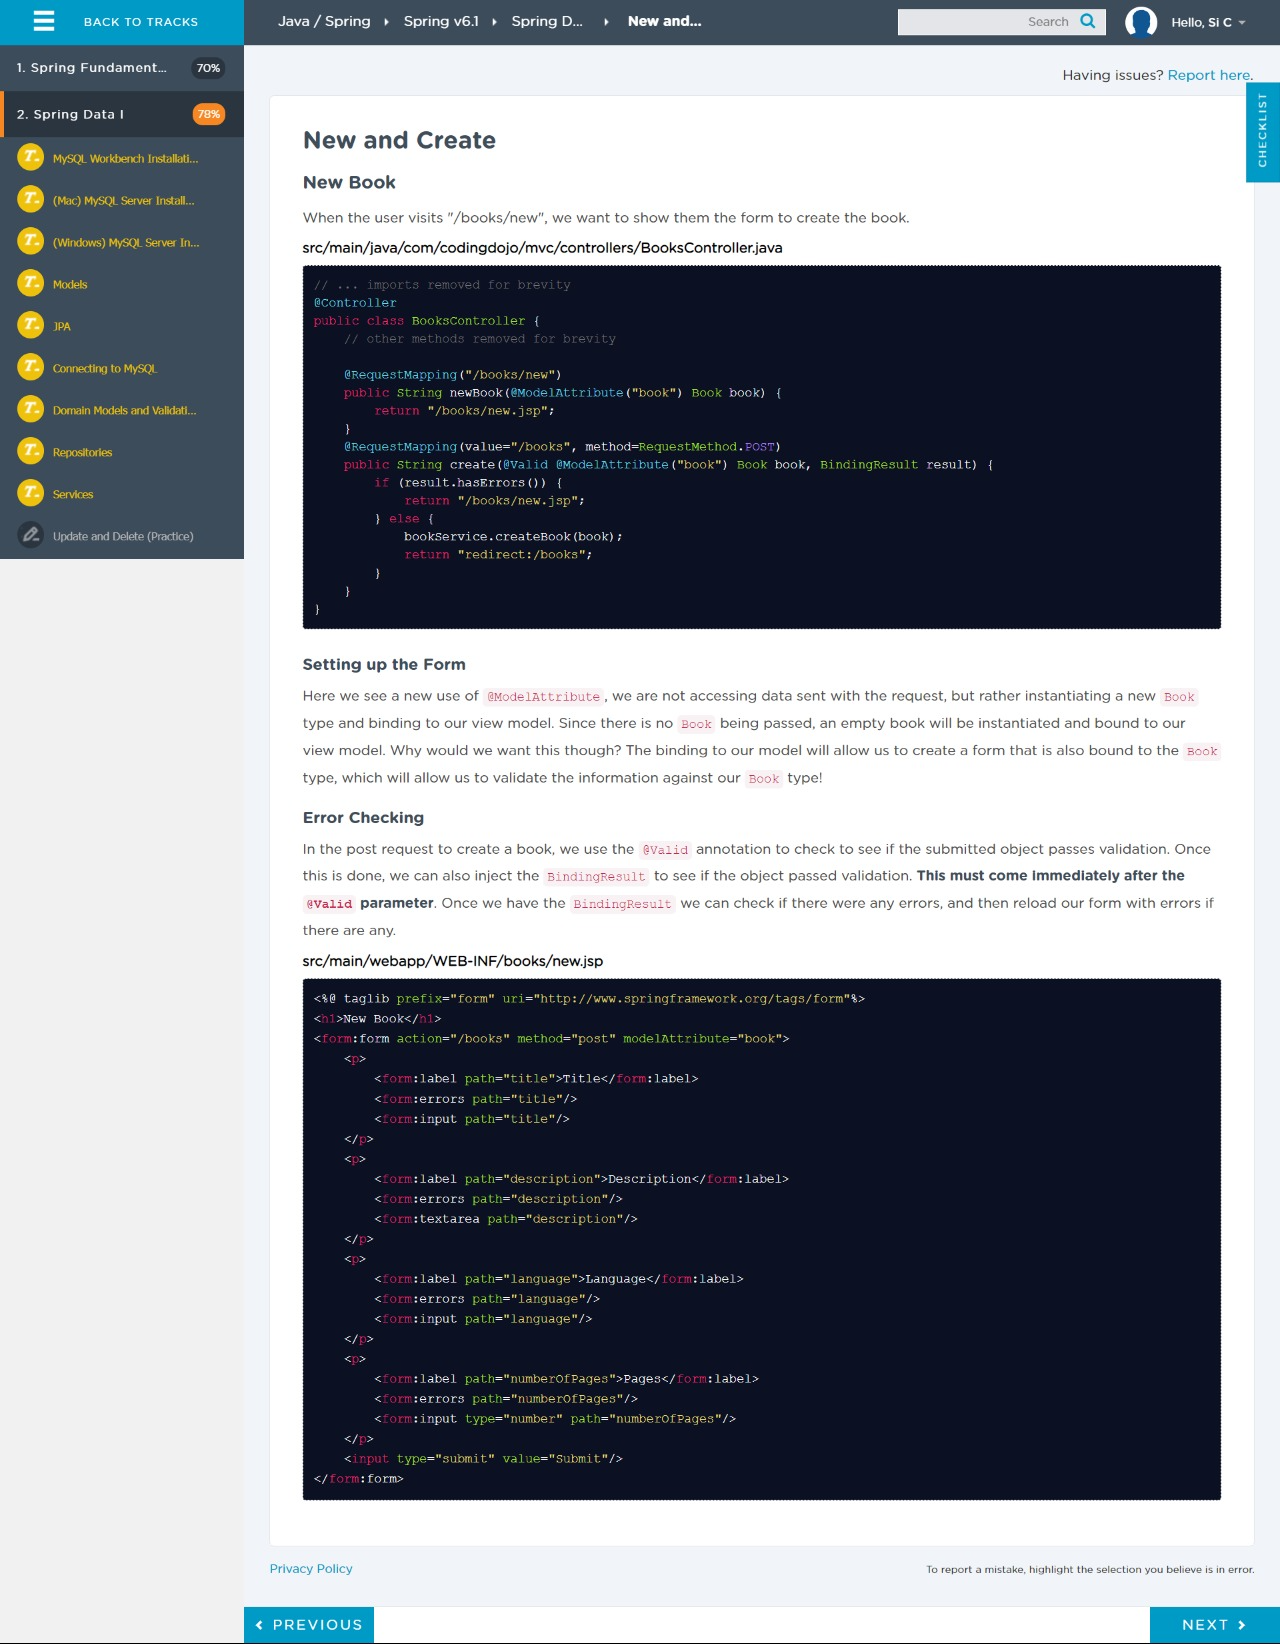 BACK TO TRACKS
Java / Spring
Spring v6.1
Spring D...
New and...
Search
Hello, Si C
1. Spring Fundament...
70%
2. Spring Data I
78%
MySQL Workbench Installati...
(Mac) MySQL Server Install...
(Windows) MySQL Server In...
Models
JPA
Connecting to MySQL
Domain Models and Validati...
Repositories
Services
Update and Delete (Practice)
Having issues? Report here.
CHECKLIST
New and Create
New Book
When the user visits "/books/new", we want to show them the form to create the book.
src/main/java/com/codingdojo/mvc/controllers/BooksController.java
// ... imports removed for brevity
@Controller
public class BooksController {
    // other methods removed for brevity
    @RequestMapping("/books/new")
    public String newBook(@ModelAttribute("book") Book book) {
        return "/books/new.jsp";
    }
    @RequestMapping(value="/books", method=RequestMethod.POST)
    public String create(@Valid @ModelAttribute("book") Book book, BindingResult result) {
        if (result.hasErrors()) {
            return "/books/new.jsp";
        } else {
            bookService.createBook(book);
            return "redirect:/books";
        }
    }
}
Setting up the Form
Here we see a new use of @ModelAttribute, we are not accessing data sent with the request, but rather instantiating a new Book
type and binding to our view model. Since there is no Book being passed, an empty book will be instantiated and bound to our
view model. Why would we want this though? The binding to our model will allow us to create a form that is also bound to the Book
type, which will allow us to validate the information against our Book type!
Error Checking
In the post request to create a book, we use the @Valid annotation to check to see if the submitted object passes validation. Once
this is done, we can also inject the BindingResult to see if the object passed validation. This must come immediately after the
@Valid parameter. Once we have the BindingResult we can check if there were any errors, and then reload our form with errors if
there are any.
src/main/webapp/WEB-INF/books/new.jsp
<%@ taglib prefix="form" uri="http://www.springframework.org/tags/form"%>
<h1>New Book</h1>
<form:form action="/books" method="post" modelAttribute="book">
    <p>
        <form:label path="title">Title</form:label>
        <form:errors path="title"/>
        <form:input path="title"/>
    </p>
    <p>
        <form:label path="description">Description</form:label>
        <form:errors path="description"/>
        <form:textarea path="description"/>
    </p>
    <p>
        <form:label path="language">Language</form:label>
        <form:errors path="language"/>
        <form:input path="language"/>
    </p>
    <p>
        <form:label path="numberOfPages">Pages</form:label>
        <form:errors path="numberOfPages"/>
        <form:input type="number" path="numberOfPages"/>
    </p>
    <input type="submit" value="Submit"/>
</form:form>
Privacy Policy
To report a mistake, highlight the selection you believe is in error.
PREVIOUS
NEXT